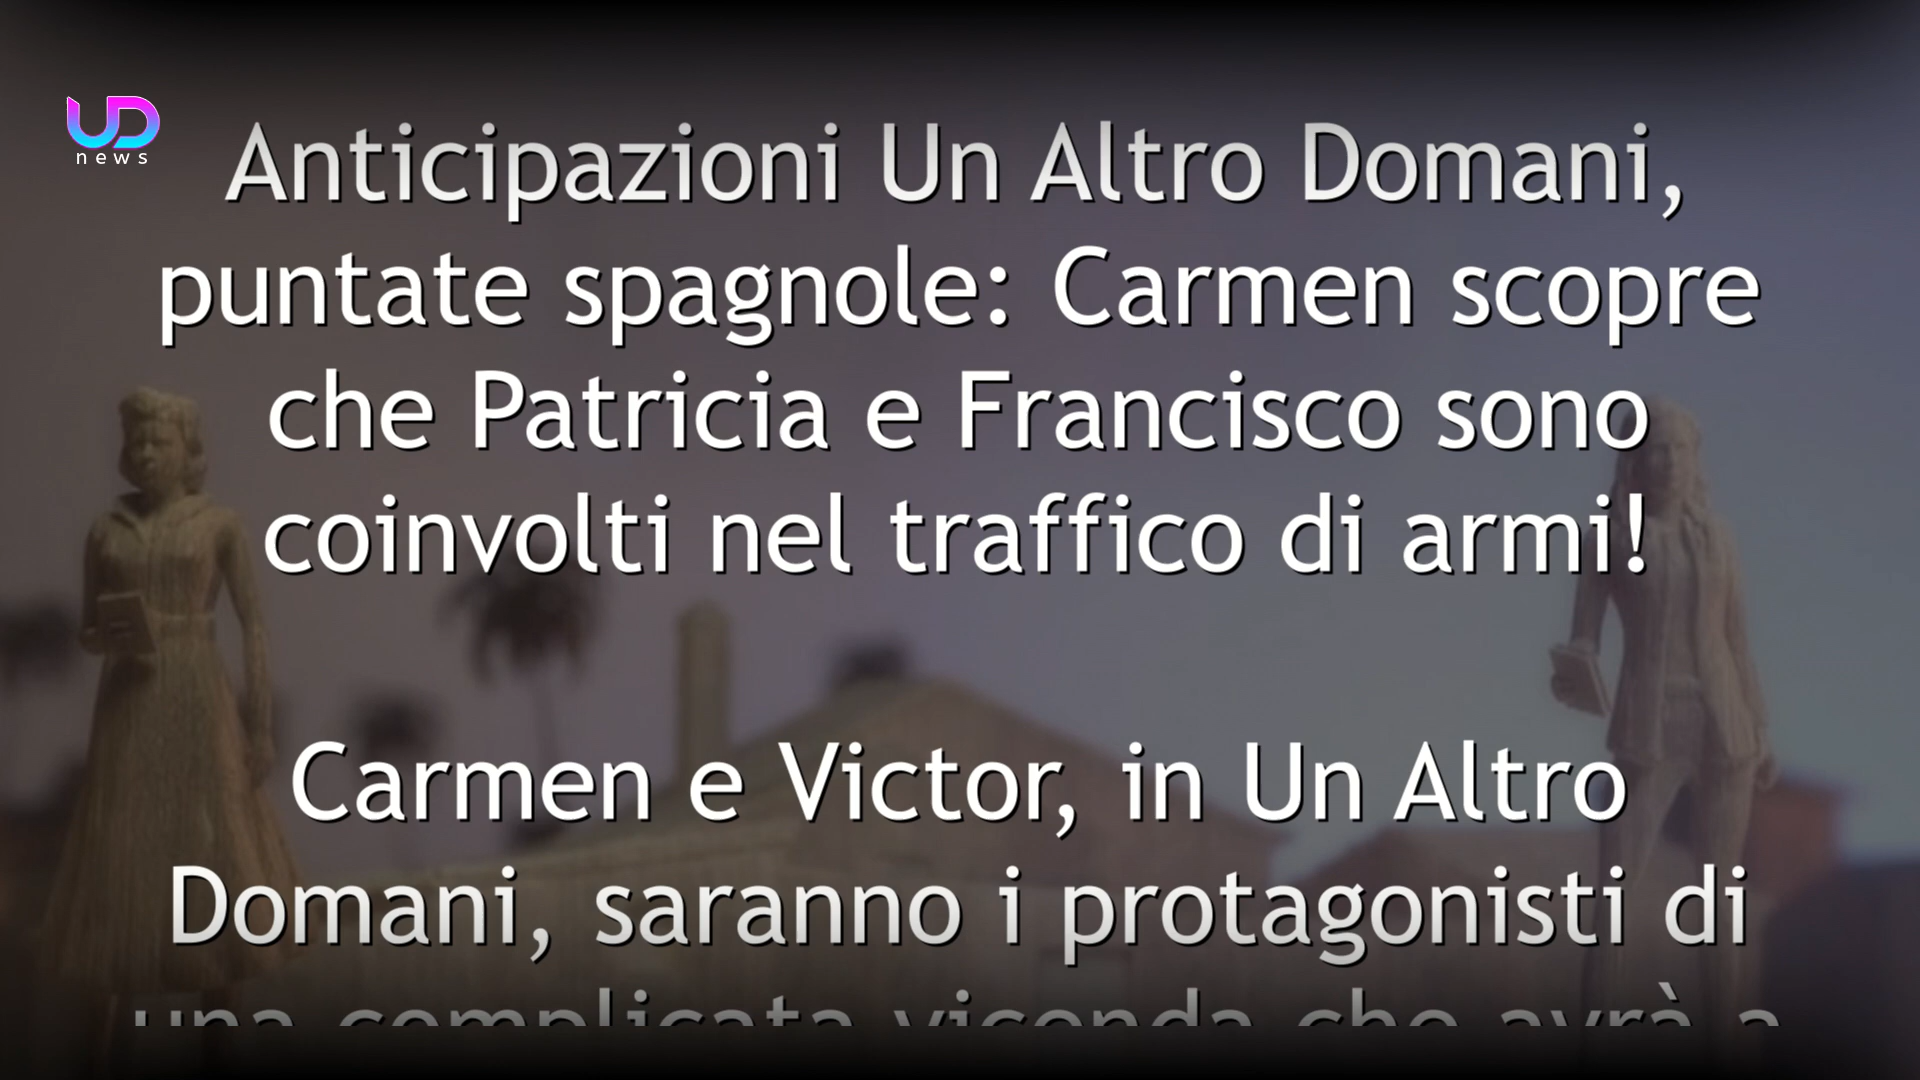 UD
news
Anticipazioni Un Altro Domani,
puntate spagnole: Carmen scopre
che Patricia e Francisco sono
coinvolti nel traffico di armi!
Carmen e Victor, in Un Altro
Domani, saranno i protagonisti di
una complicata vicenda che avrà a